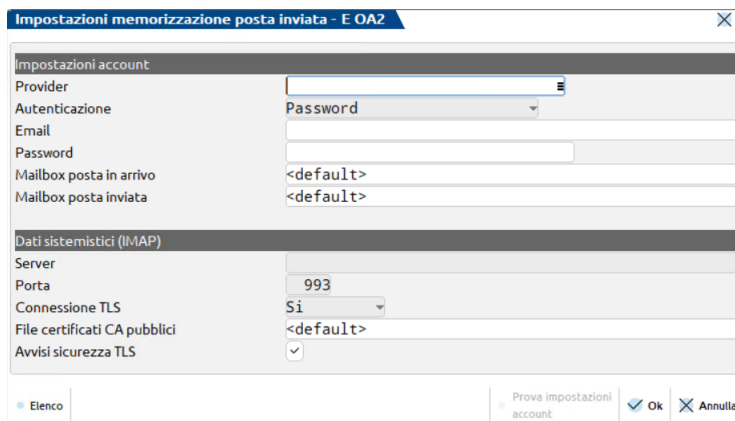 Impostazioni memorizzazione posta inviata - E OA2
Impostazioni account
Provider
Autenticazione Password
Email
Password
Mailbox posta in arrivo <default>
Mailbox posta inviata <default>
Dati sistemistici (IMAP)
Server
Porta 993
Connessione TLS Si
File certificati CA pubblici <default>
Avvisi sicurezza TLS
Elenco
Prova impostazioni
account
Ok
Annulla